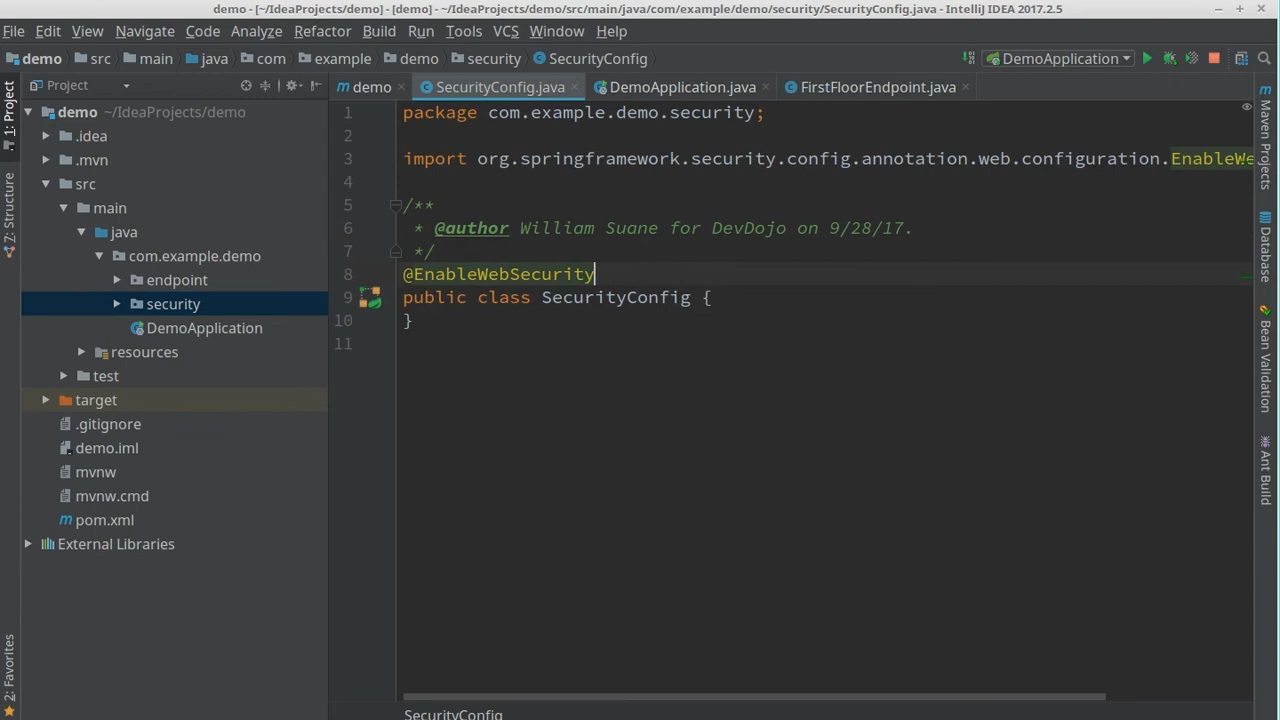 demo - [~/IdeaProjects/demo] - [demo] - ~/IdeaProjects/demo/src/main/java/com/example/demo/security/SecurityConfig.java - IntelliJ IDEA 2017.2.5
File Edit View Navigate Code Analyze Refactor Build Run Tools VCS Window Help
demo src main java com example demo security SecurityConfig DemoApplication
Project
demo SecurityConfig.java DemoApplication.java FirstFloorEndpoint.java
1: Project
Z: Structure
2: Favorites
demo ~/IdeaProjects/demo
.idea
.mvn
src
main
java
com.example.demo
endpoint
security
DemoApplication
resources
test
target
.gitignore
demo.iml
mvnw
mvnw.cmd
pom.xml
External Libraries
1 package com.example.demo.security;
2
3 import org.springframework.security.config.annotation.web.configuration.EnableWe
4
5 /**
6 * @author William Suane for DevDojo on 9/28/17.
7 */
8 @EnableWebSecurity
9 public class SecurityConfig {
10 }
11
SecurityConfig
Maven Projects
Database
Bean Validation
Ant Build